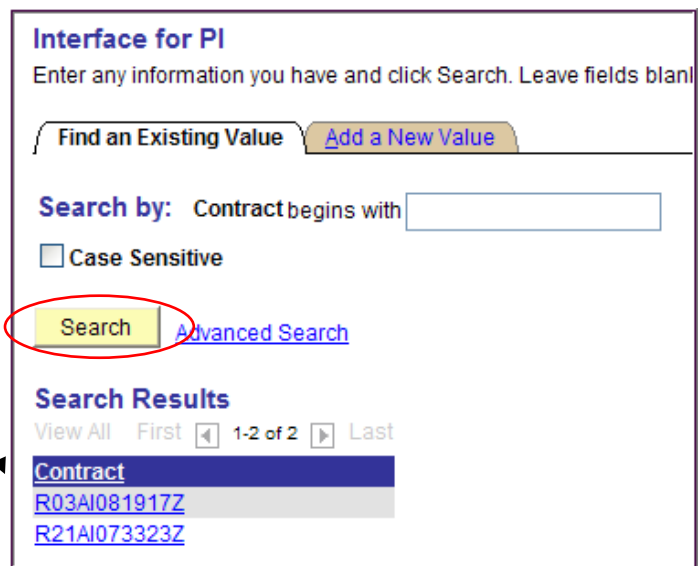 Interface for PI
Enter any information you have and click Search. Leave fields blank
Find an Existing Value Add a New Value
Search by: Contract begins with
Case Sensitive
Search Advanced Search
Search Results
View All First 1-2 of 2 Last
Contract
R03AI081917Z
R21AI073323Z